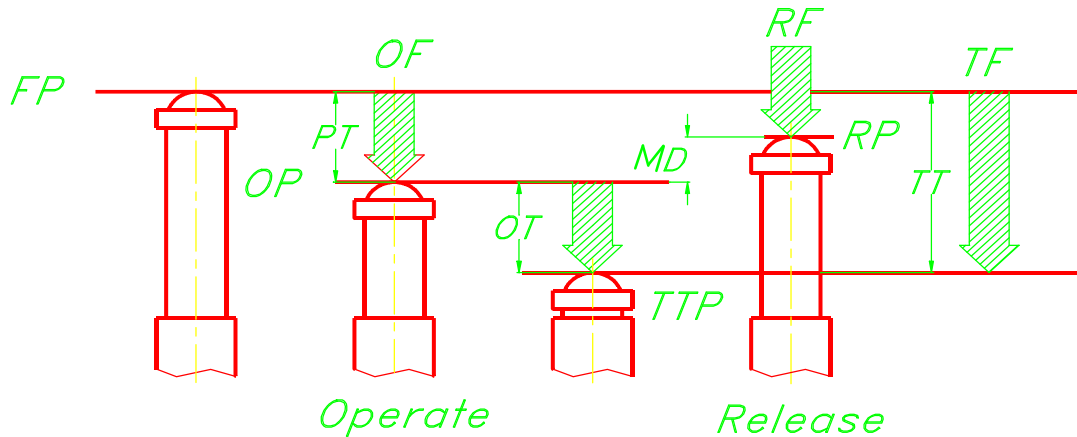 RF
OF
TF
FP
PT
RP
MD
OP
TT
OT
TTP
Operate
Release